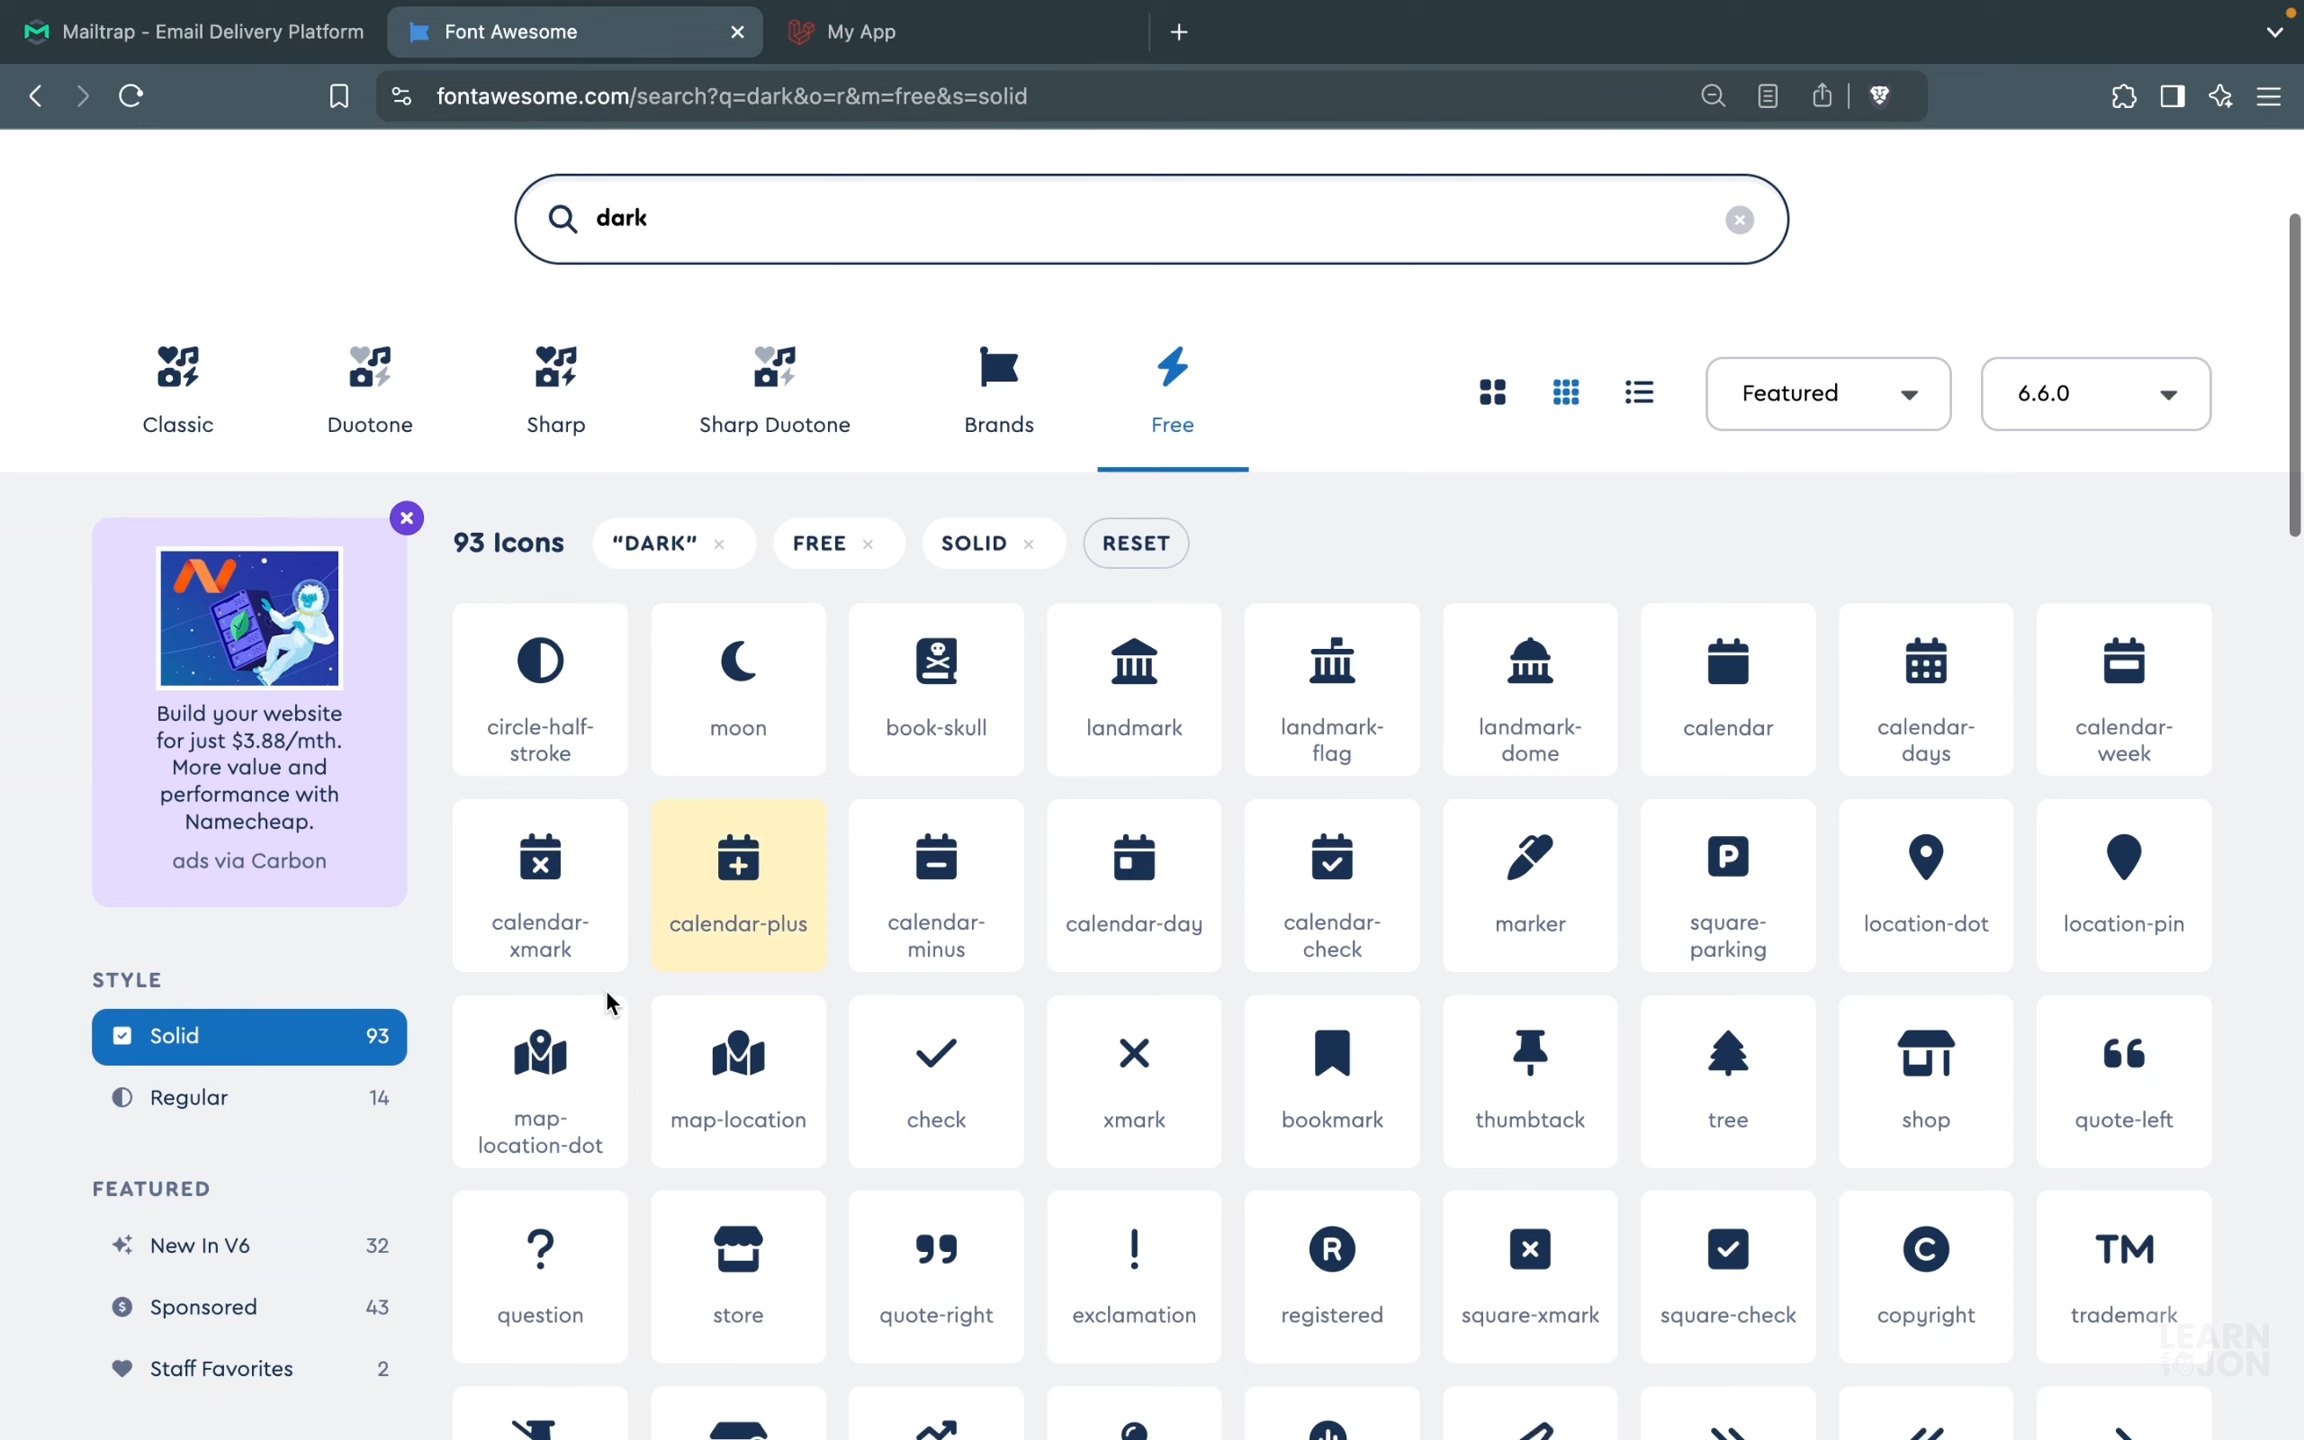 Mailtrap - Email Delivery Platform
Font Awesome
My App
fontawesome.com/search?q=dark&o=r&m=free&s=solid
dark
Classic
Duotone
Sharp
Sharp Duotone
Brands
Free
Featured
6.6.0
93 Icons
"DARK"
FREE
SOLID
RESET
Build your website
for just $3.88/mth.
More value and
performance with
Namecheap.
ads via Carbon
STYLE
Solid 93
Regular 14
FEATURED
New In V6 32
Sponsored 43
Staff Favorites 2
circle-half-
stroke
moon
book-skull
landmark
landmark-
flag
landmark-
dome
calendar
calendar-
days
calendar-
week
calendar-
xmark
calendar-plus
calendar-
minus
calendar-day
calendar-
check
marker
P
square-
parking
location-dot
location-pin
map-
location-dot
map-location
check
xmark
bookmark
thumbtack
tree
shop
quote-left
?
question
store
quote-right
!
exclamation
R
registered
square-xmark
square-check
C
copyright
TM
trademark
LEARN
JON